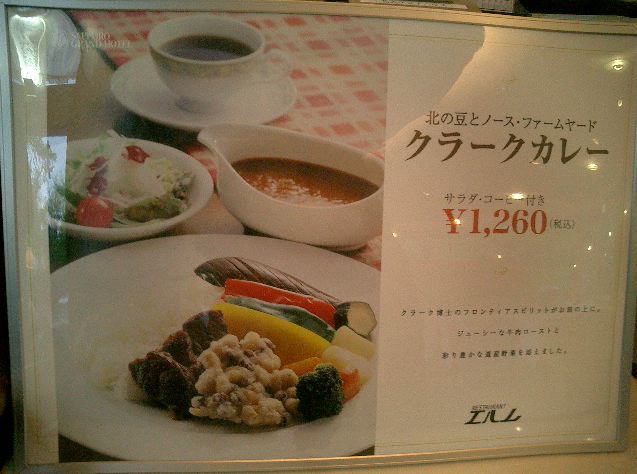 SAPPORO
GRAND HOTEL
北の豆とノース・ファームヤード
クラークカレー
サラダ・コーヒー付き
¥1,260(税込)
クラーク博士のフロンティアスピリットがお皿の上に。
ジューシーな牛肉ローストと
彩り豊かな道産野菜を添えました。
RESTAURANT
エルム